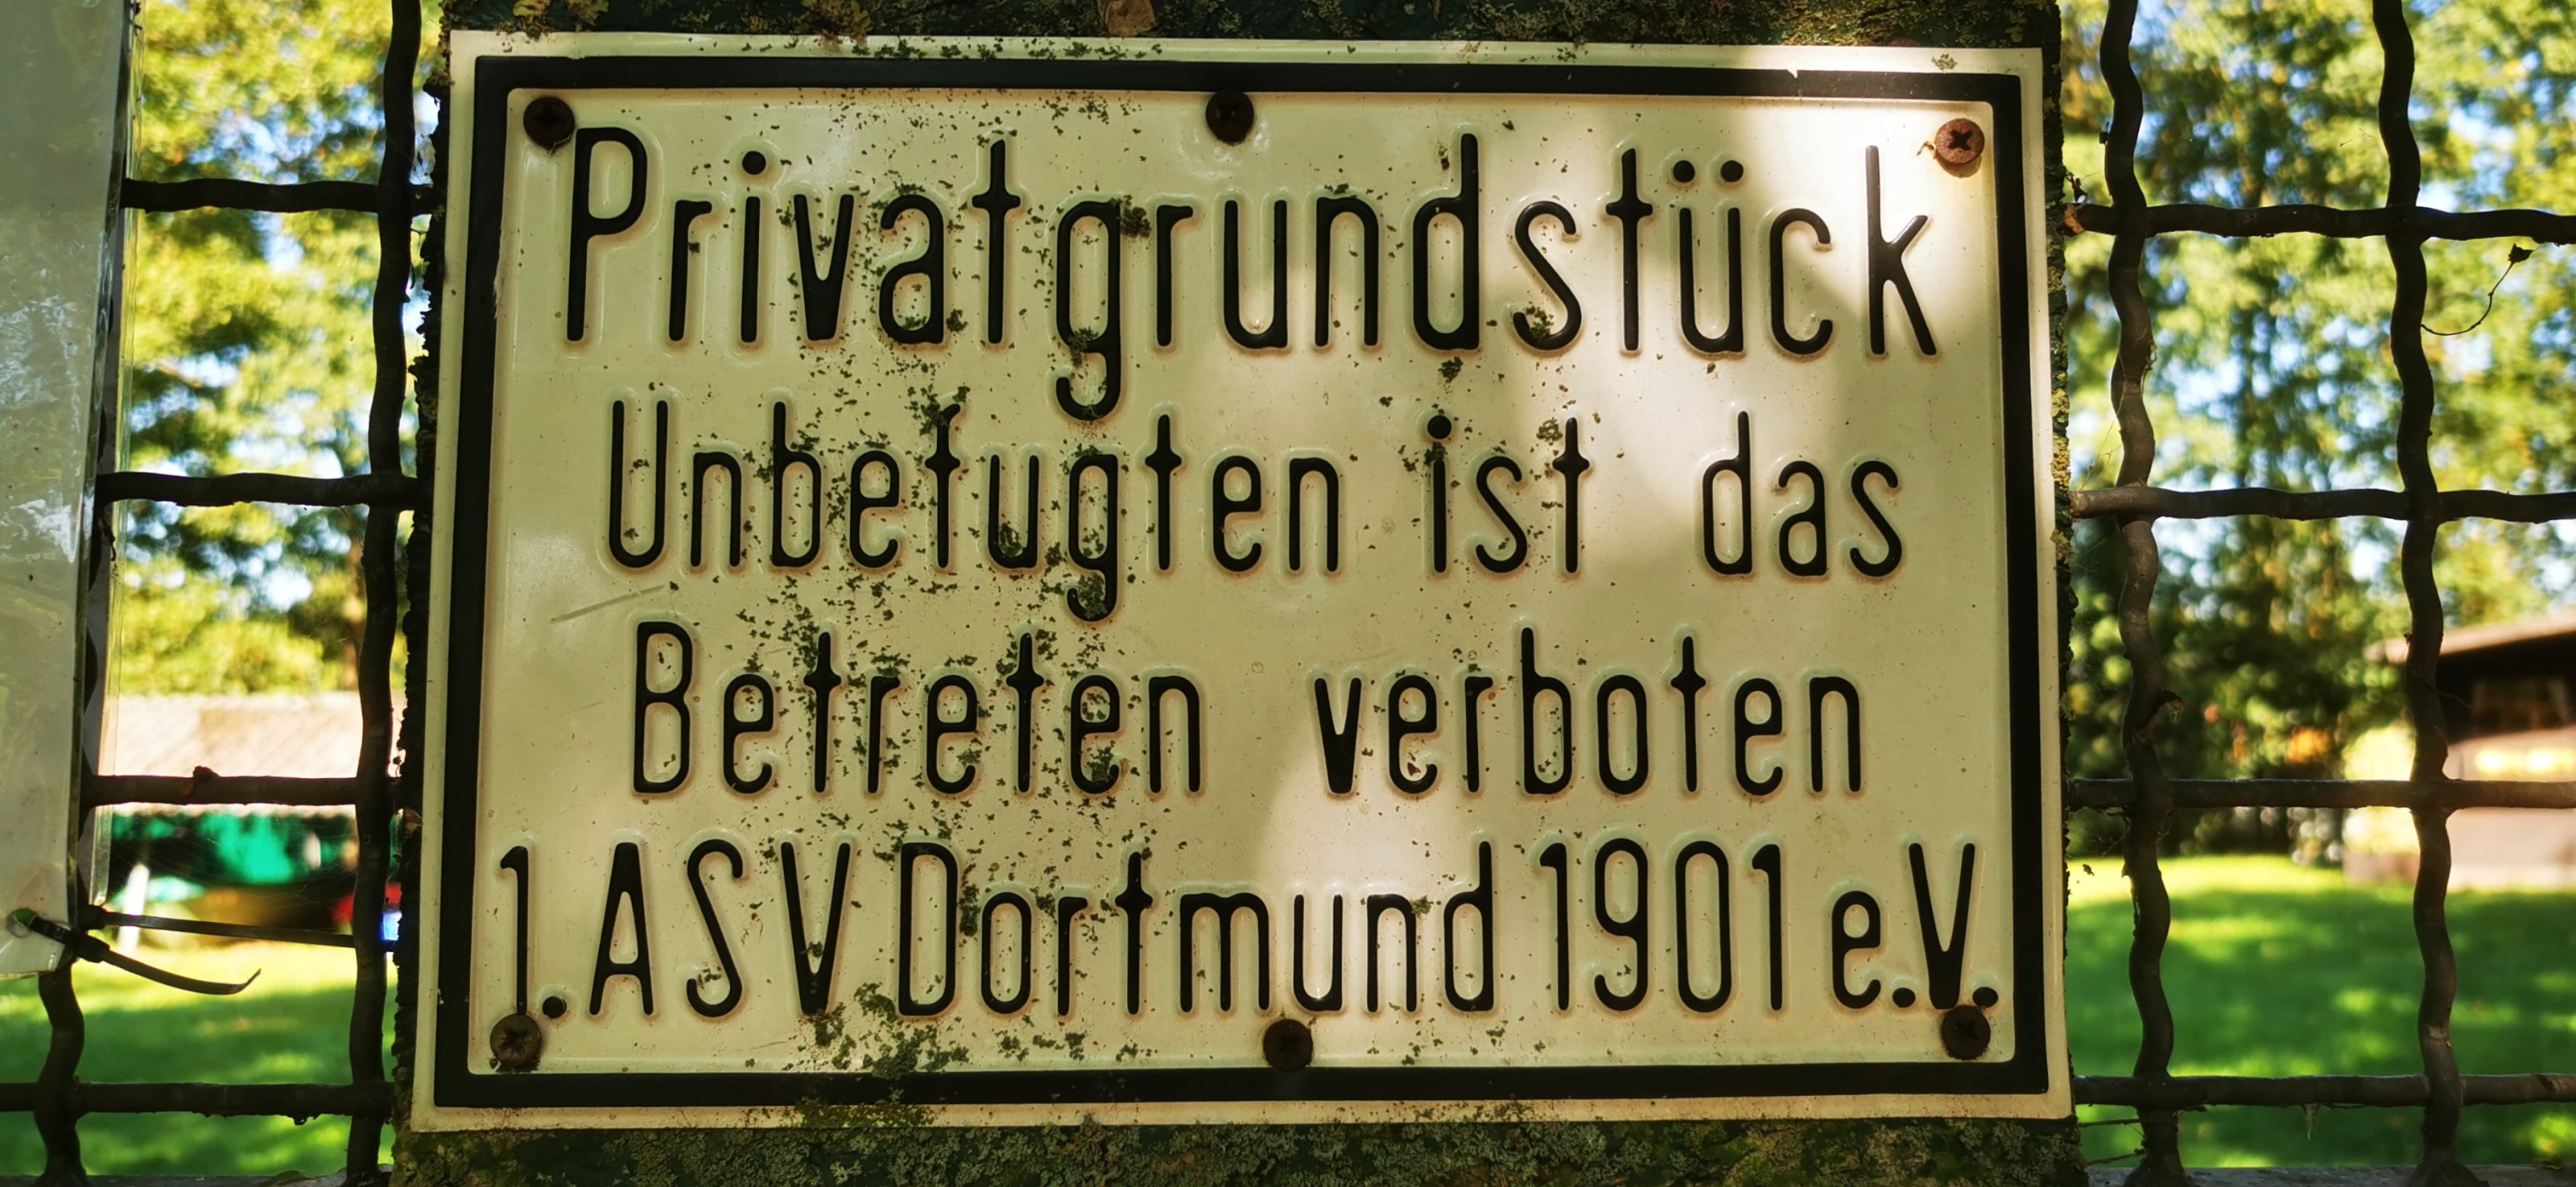 Privatgrundstück
Unbefugten ist das
Betreten verboten
1. ASV Dortmund 1901 e.V.